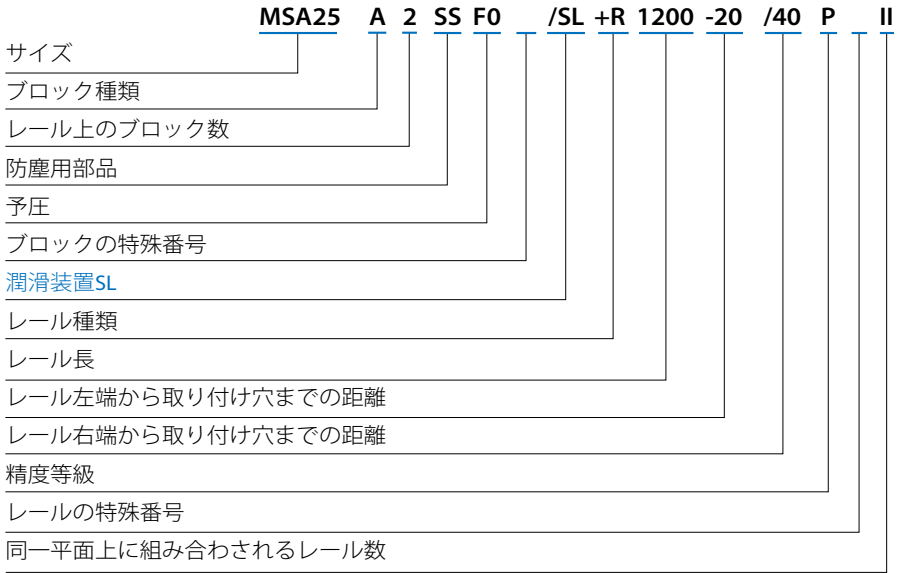 MSA25 A 2 SS F0 /SL +R 1200 -20 /40 P II
サイズ
ブロック種類
レール上のブロック数
防塵用部品
予圧
ブロックの特殊番号
潤滑装置SL
レール種類
レール長
レール左端から取り付け穴までの距離
レール右端から取り付け穴までの距離
精度等級
レールの特殊番号
同一平面上に組み合わされるレール数